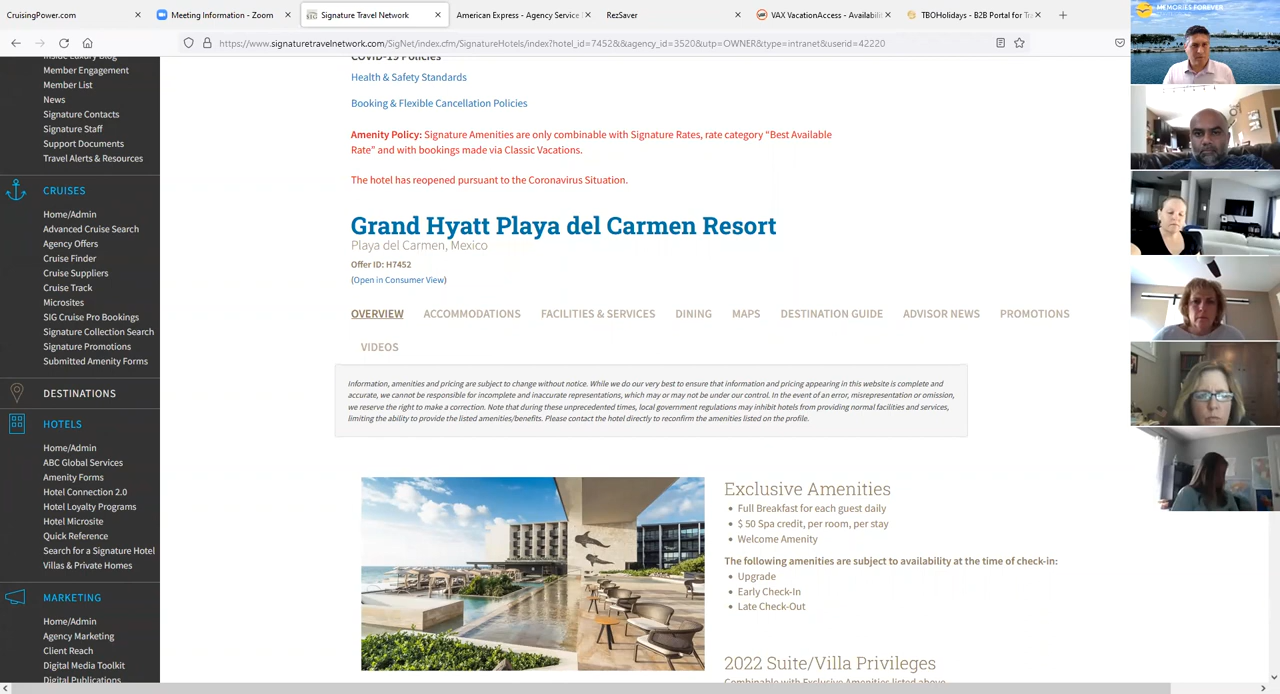 CruisingPower.com
Meeting Information - Zoom
Signature Travel Network
American Express - Agency Service
RezSaver
VAX VacationAccess - Availabili
TBOHolidays - B2B Portal for Tra
https://www.signaturetravelnetwork.com/SigNet/index.cfm/SignatureHotels/index?hotel_id=7452&&agency_id=3520&utp=OWNER&type=intranet&userid=42220
MEMORIES FOREVER
Inside Luxury Blog
Member Engagement
Member List
News
Signature Contacts
Signature Staff
Support Documents
Travel Alerts & Resources
CRUISES
Home/Admin
Advanced Cruise Search
Agency Offers
Cruise Finder
Cruise Suppliers
Cruise Track
Microsites
SIG Cruise Pro Bookings
Signature Collection Search
Signature Promotions
Submitted Amenity Forms
DESTINATIONS
HOTELS
Home/Admin
ABC Global Services
Amenity Forms
Hotel Connection 2.0
Hotel Loyalty Programs
Hotel Microsite
Quick Reference
Search for a Signature Hotel
Villas & Private Homes
MARKETING
Home/Admin
Agency Marketing
Client Reach
Digital Media Toolkit
Digital Publications
COVID-19 Policies
Health & Safety Standards
Booking & Flexible Cancellation Policies
Amenity Policy: Signature Amenities are only combinable with Signature Rates, rate category “Best Available
Rate” and with bookings made via Classic Vacations.
The hotel has reopened pursuant to the Coronavirus Situation.
Grand Hyatt Playa del Carmen Resort
Playa del Carmen, Mexico
Offer ID: H7452
(Open in Consumer View)
OVERVIEW ACCOMMODATIONS FACILITIES & SERVICES DINING MAPS DESTINATION GUIDE ADVISOR NEWS PROMOTIONS
VIDEOS
Information, amenities and pricing are subject to change without notice. While we do our very best to ensure that information and pricing appearing in this website is complete and
accurate, we cannot be responsible for incomplete and inaccurate representations, which may or may not be under our control. In the event of an error, misrepresentation or omission,
we reserve the right to make a correction. Note that during these unprecedented times, local government regulations may inhibit hotels from providing normal facilities and services,
limiting the ability to provide the listed amenities/benefits. Please contact the hotel directly to reconfirm the amenities listed on the profile.
Exclusive Amenities
Full Breakfast for each guest daily
$ 50 Spa credit, per room, per stay
Welcome Amenity
The following amenities are subject to availability at the time of check-in:
Upgrade
Early Check-In
Late Check-Out
2022 Suite/Villa Privileges
Combinable with Exclusive Amenities listed above